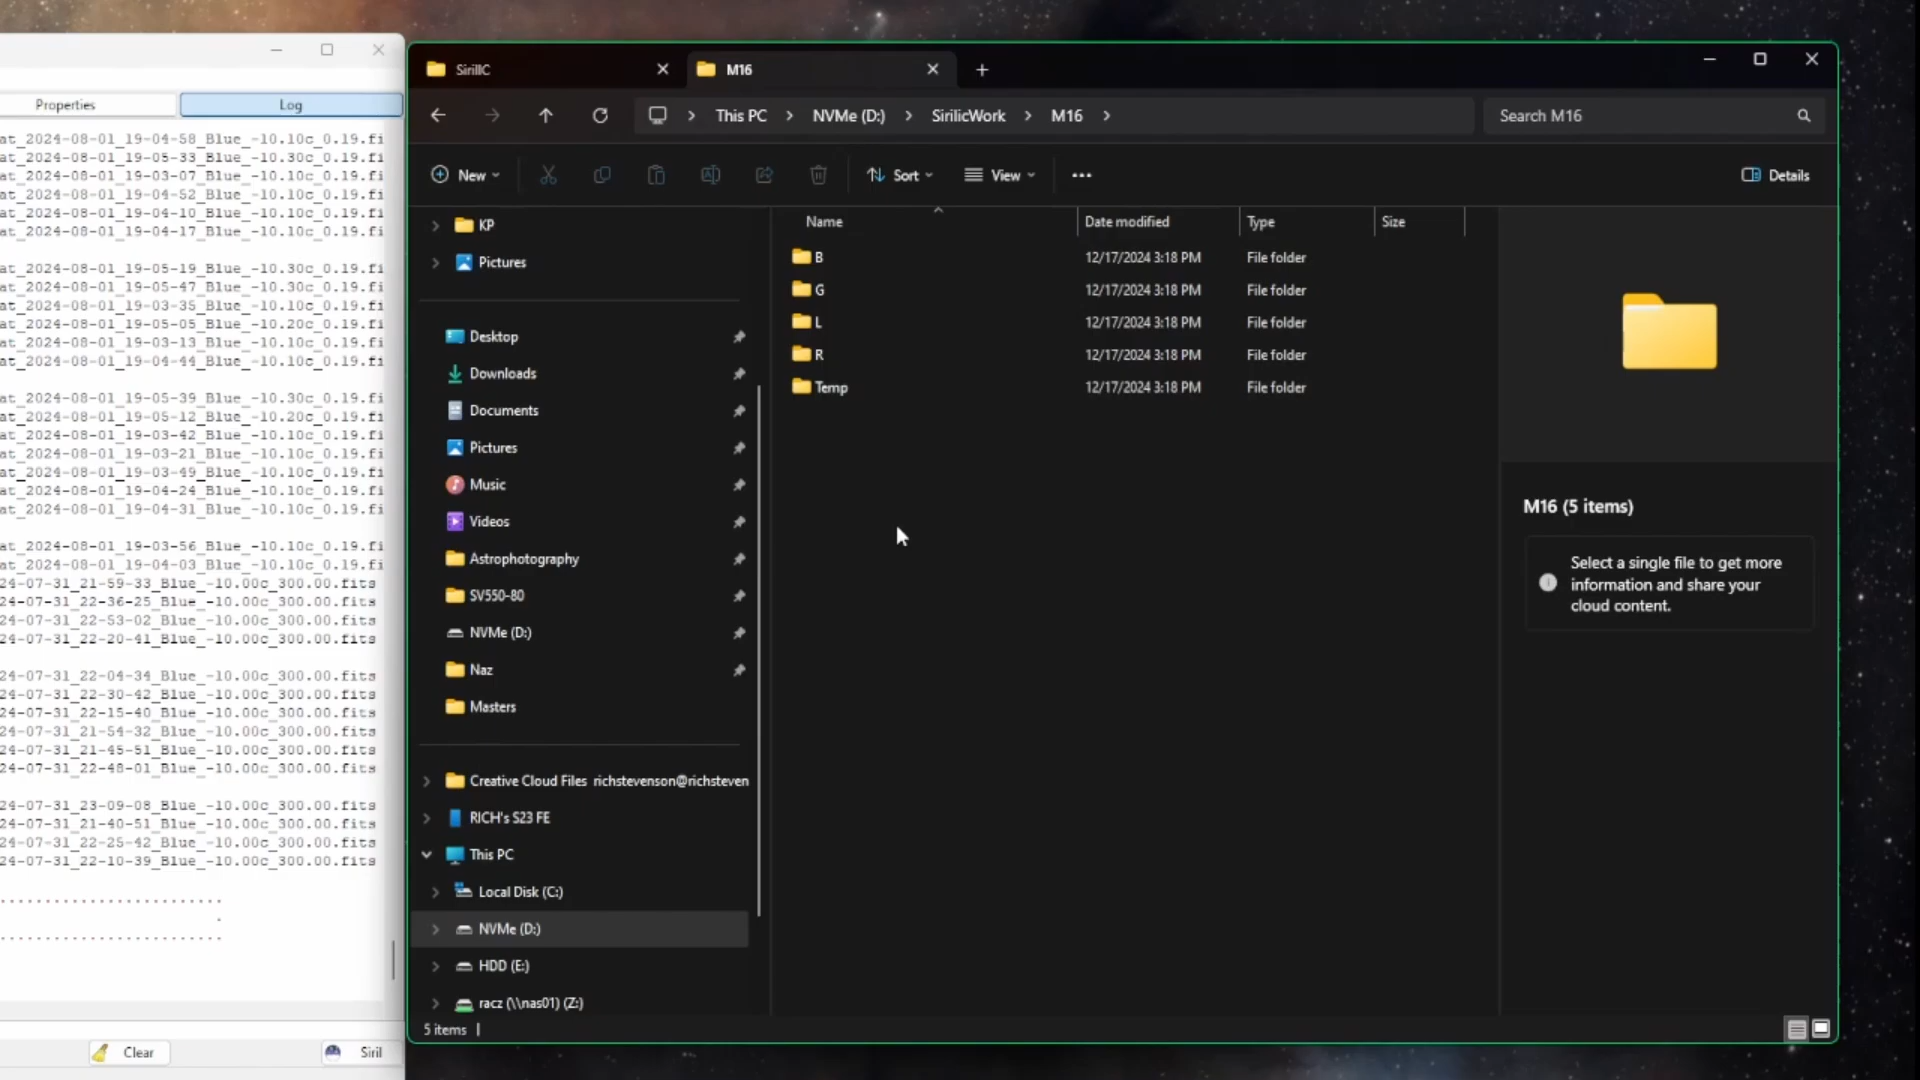 Properties
Log
at_2024-08-01_19-04-58_Blue_-10.10c_0.19.fi
at_2024-08-01_19-05-33_Blue_-10.30c_0.19.fi
at_2024-08-01_19-03-07_Blue_-10.10c_0.19.fi
at_2024-08-01_19-04-52_Blue_-10.10c_0.19.fi
at_2024-08-01_19-04-10_Blue_-10.10c_0.19.fi
at_2024-08-01_19-04-17_Blue_-10.10c_0.19.fi
at_2024-08-01_19-05-19_Blue_-10.30c_0.19.fi
at_2024-08-01_19-05-47_Blue_-10.30c_0.19.fi
at_2024-08-01_19-03-35_Blue_-10.10c_0.19.fi
at_2024-08-01_19-05-05_Blue_-10.20c_0.19.fi
at_2024-08-01_19-03-13_Blue_-10.10c_0.19.fi
at_2024-08-01_19-04-44_Blue_-10.10c_0.19.fi
at_2024-08-01_19-05-39_Blue_-10.30c_0.19.fi
at_2024-08-01_19-05-12_Blue_-10.20c_0.19.fi
at_2024-08-01_19-03-42_Blue_-10.10c_0.19.fi
at_2024-08-01_19-03-21_Blue_-10.10c_0.19.fi
at_2024-08-01_19-03-49_Blue_-10.10c_0.19.fi
at_2024-08-01_19-04-24_Blue_-10.10c_0.19.fi
at_2024-08-01_19-04-31_Blue_-10.10c_0.19.fi
at_2024-08-01_19-03-56_Blue_-10.10c_0.19.fi
at_2024-08-01_19-04-03_Blue_-10.10c_0.19.fi
24-07-31_21-59-33_Blue_-10.00c_300.00.fits
24-07-31_22-36-25_Blue_-10.00c_300.00.fits
24-07-31_22-53-02_Blue_-10.00c_300.00.fits
24-07-31_22-20-41_Blue_-10.00c_300.00.fits
24-07-31_22-04-34_Blue_-10.00c_300.00.fits
24-07-31_22-30-42_Blue_-10.00c_300.00.fits
24-07-31_22-15-40_Blue_-10.00c_300.00.fits
24-07-31_21-54-32_Blue_-10.00c_300.00.fits
24-07-31_21-45-51_Blue_-10.00c_300.00.fits
24-07-31_22-48-01_Blue_-10.00c_300.00.fits
24-07-31_23-09-08_Blue_-10.00c_300.00.fits
24-07-31_21-40-51_Blue_-10.00c_300.00.fits
24-07-31_22-25-42_Blue_-10.00c_300.00.fits
24-07-31_22-10-39_Blue_-10.00c_300.00.fits
Clear
Siril
SirilIC
M16
This PC > NVMe (D:) > SirilicWork > M16 >
Search M16
New
Sort
View
Details
KP
Pictures
Desktop
Downloads
Documents
Pictures
Music
Videos
Astrophotography
SV550-80
NVMe (D:)
Naz
Masters
Creative Cloud Files richstevenson@richsteven
RICH's S23 FE
This PC
Local Disk (C:)
NVMe (D:)
HDD (E:)
racz (\\nas01) (Z:)
Name Date modified Type Size
B 12/17/2024 3:18 PM File folder
G 12/17/2024 3:18 PM File folder
L 12/17/2024 3:18 PM File folder
R 12/17/2024 3:18 PM File folder
Temp 12/17/2024 3:18 PM File folder
M16 (5 items)
Select a single file to get more
information and share your
cloud content.
5 items